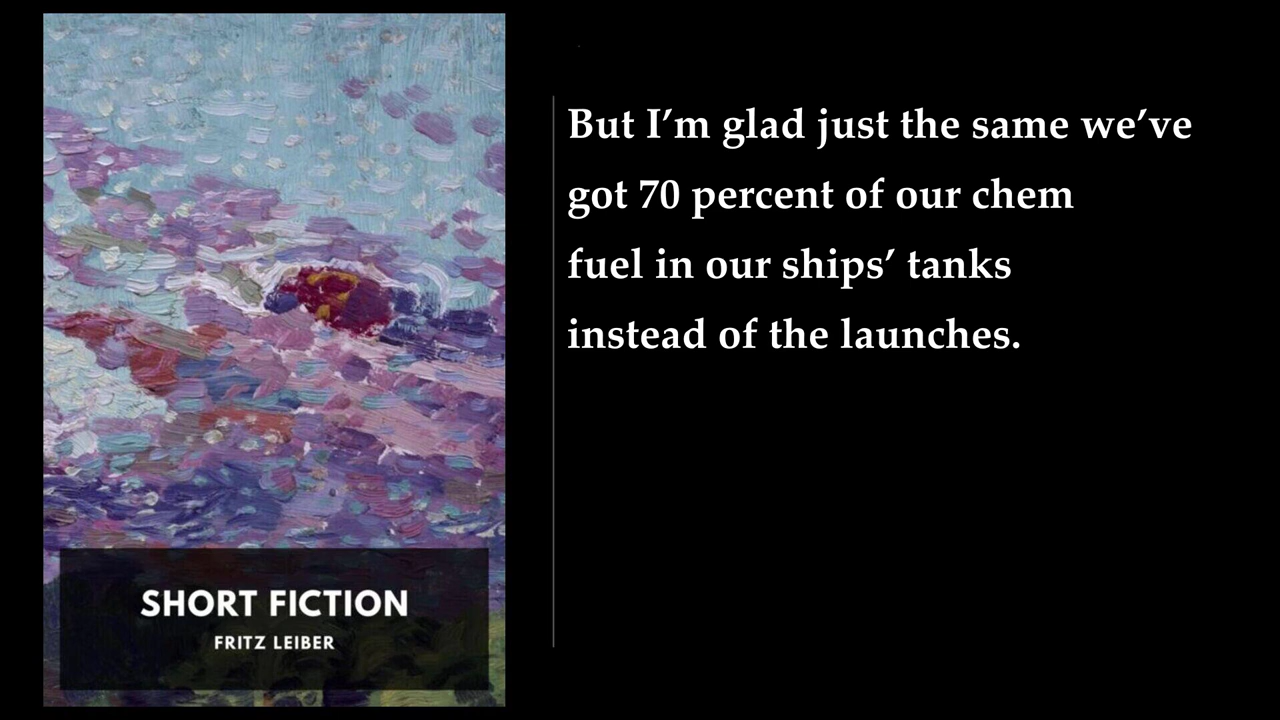 SHORT FICTION
FRITZ LEIBER
But I’m glad just the same we’ve
got 70 percent of our chem
fuel in our ships’ tanks
instead of the launches.